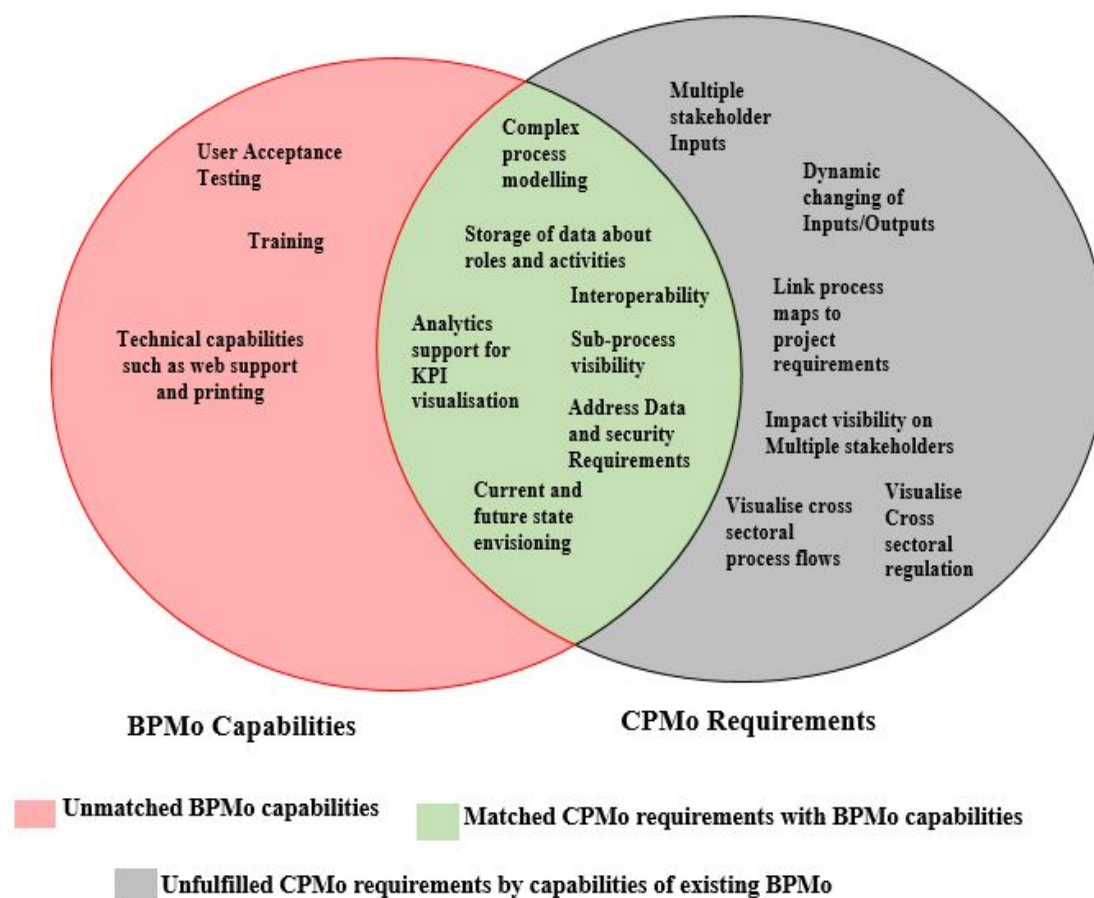 User Acceptance
Testing
Training
Technical capabilities
such as web support
and printing
Complex
process
modelling
Storage of data about
roles and activities
Interoperability
Analytics
support for
KPI
visualisation
Sub-process
visibility
Address Data
and security
Requirements
Current and
future state
envisioning
Multiple
stakeholder
Inputs
Dynamic
changing of
Inputs/Outputs
Link process
maps to
project
requirements
Impact visibility on
Multiple stakeholders
Visualise cross
sectoral
process flows
Visualise
Cross
sectoral
regulation
BPMo Capabilities
CPMo Requirements
Unmatched BPMo capabilities
Matched CPMo requirements with BPMo capabilities
Unfulfilled CPMo requirements by capabilities of existing BPMo